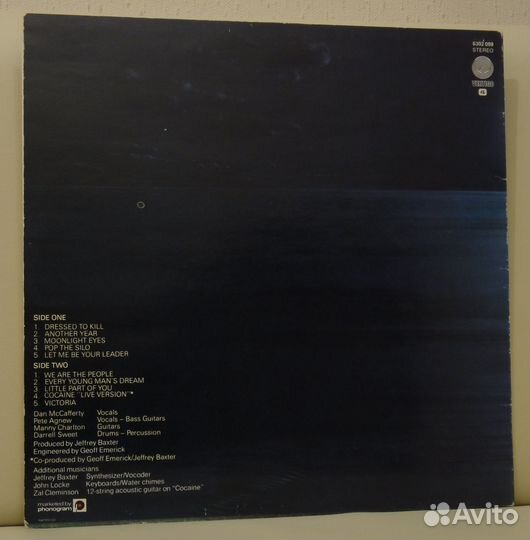 6302 099
STEREO
VERTIGO
SIDE ONE
1. DRESSED TO KILL
2. ANOTHER YEAR
3. MOONLIGHT EYES
4. POP THE SILO
5. LET ME BE YOUR LEADER
SIDE TWO
1. WE ARE THE PEOPLE
2. EVERY YOUNG MAN'S DREAM
3. LITTLE PART OF YOU
4. COCAINE "LIVE VERSION"*
5. VICTORIA
Dan McCafferty Vocals
Pete Agnew Vocals – Bass Guitars
Manny Charlton Guitars
Darrell Sweet Drums – Percussion
Produced by Jeffrey Baxter
Engineered by Geoff Emerick
*Co-produced by Geoff Emerick/Jeffrey Baxter
Additional musicians
Jeffrey Baxter Synthesizer/Vocoder
John Locke Keyboards/Water chimes
Zal Cleminson 12-string acoustic guitar on "Cocaine"
marketed by
phonogram
Avito